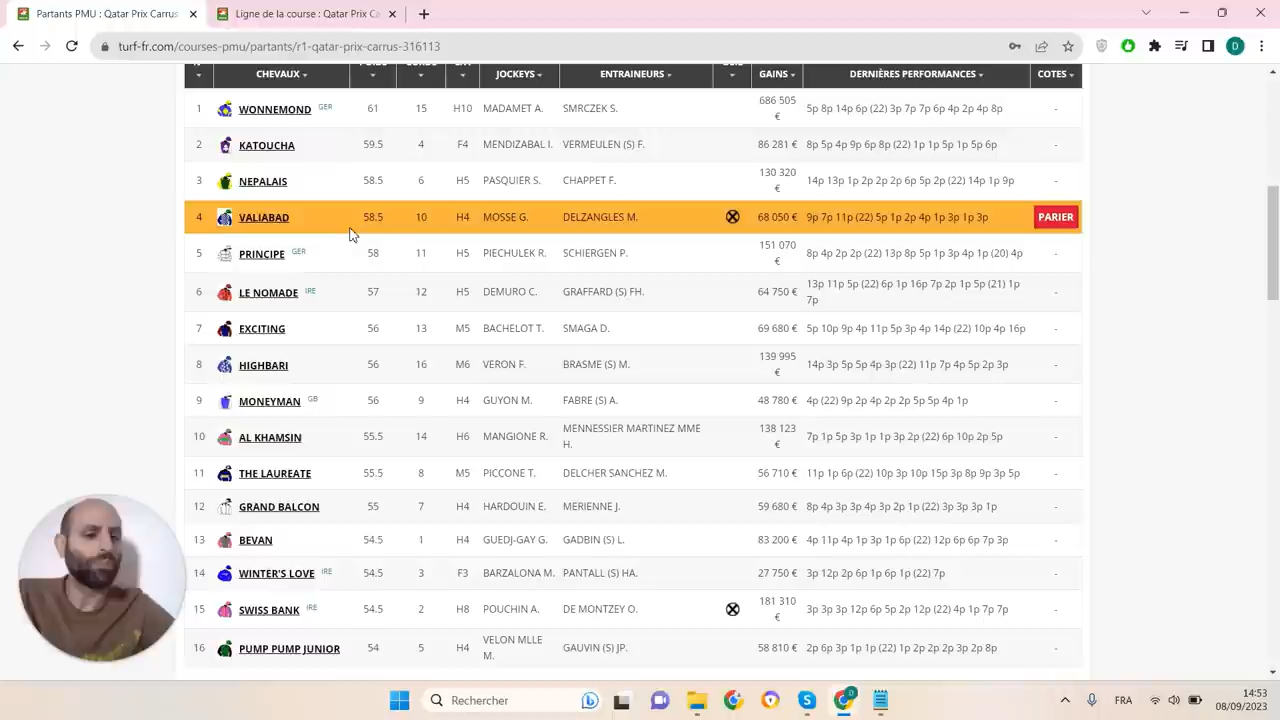 Partants PMU : Qatar Prix Carrus
Ligne de la course : Prix C
turf-fr.com/courses-pmu/partants/r1-qatar-prix-carrus-316113
D
CHEVAUX JOCKEYS ENTRAINEURS GAINS DERNIÈRES PERFORMANCES COTES
1 WONNEMOND GER 61 15 H10 MADAMET A. SMRCZEK S. 686 505 € 5p 8p 14p 6p (22) 3p 7p 7p 6p 4p 2p 4p 8p -
2 KATOUCHA 59.5 4 F4 MENDIZABAL I. VERMEULEN (S) F. 86 281 € 8p 5p 4p 9p 6p 8p (22) 1p 1p 5p 1p 5p 6p -
3 NEPALAIS 58.5 6 H5 PASQUIER S. CHAPPET F. 130 320 € 14p 13p 1p 2p 2p 2p 6p 5p 2p (22) 14p 1p 9p -
4 VALIABAD 58.5 10 H4 MOSSE G. DELZANGLES M. 68 050 € 9p 7p 11p (22) 5p 1p 2p 4p 1p 3p 1p 3p PARIER
5 PRINCIPE GER 58 11 H5 PIECHULEK R. SCHIERGEN P. 151 070 € 8p 4p 2p 2p (22) 13p 8p 5p 1p 3p 4p 1p (20) 4p -
6 LE NOMADE IRE 57 12 H5 DEMURO C. GRAFFARD (S) FH. 64 750 € 13p 11p 5p (22) 6p 1p 16p 7p 2p 1p 5p (21) 1p
7p -
7 EXCITING 56 13 M5 BACHELOT T. SMAGA D. 69 680 € 5p 10p 9p 4p 11p 5p 3p 4p 14p (22) 10p 4p 16p -
8 HIGHBARI 56 16 M6 VERON F. BRASME (S) M. 139 995 € 14p 3p 5p 5p 4p 3p (22) 11p 7p 4p 5p 2p 3p -
9 MONEYMAN GB 56 9 H4 GUYON M. FABRE (S) A. 48 780 € 4p (22) 9p 2p 4p 2p 2p 5p 5p 4p 1p -
10 AL KHAMSIN 55.5 14 H6 MANGIONE R. MENNESSIER MARTINEZ MME
H. 138 123 € 7p 1p 5p 3p 1p 1p 3p 2p (22) 6p 10p 2p 5p -
11 THE LAUREATE 55.5 8 M5 PICCONE T. DELCHER SANCHEZ M. 56 710 € 11p 1p 6p (22) 10p 3p 10p 15p 3p 8p 9p 3p 5p -
12 GRAND BALCON 55 7 H4 HARDOUIN E. MERIENNE J. 59 680 € 8p 4p 3p 3p 4p 3p 2p 1p (22) 3p 3p 3p 1p -
13 BEVAN 54.5 1 H4 GUEDJ-GAY G. GADBIN (S) L. 83 200 € 4p 11p 4p 1p 3p 1p 6p (22) 12p 6p 6p 7p 3p -
14 WINTER'S LOVE IRE 54.5 3 F3 BARZALONA M. PANTALL (S) HA. 27 750 € 3p 12p 2p 6p 1p 6p 1p (22) 7p -
15 SWISS BANK IRE 54.5 2 H8 POUCHIN A. DE MONTZEY O. 181 310 € 3p 3p 3p 12p 6p 5p 2p 12p (22) 4p 1p 7p 7p -
16 PUMP PUMP JUNIOR 54 5 H4 VELON MLLE
M. GAUVIN (S) JP. 58 810 € 2p 6p 3p 1p 1p (22) 1p 2p 2p 2p 3p 2p 8p -
Rechercher
FRA
14:53
08/09/2023